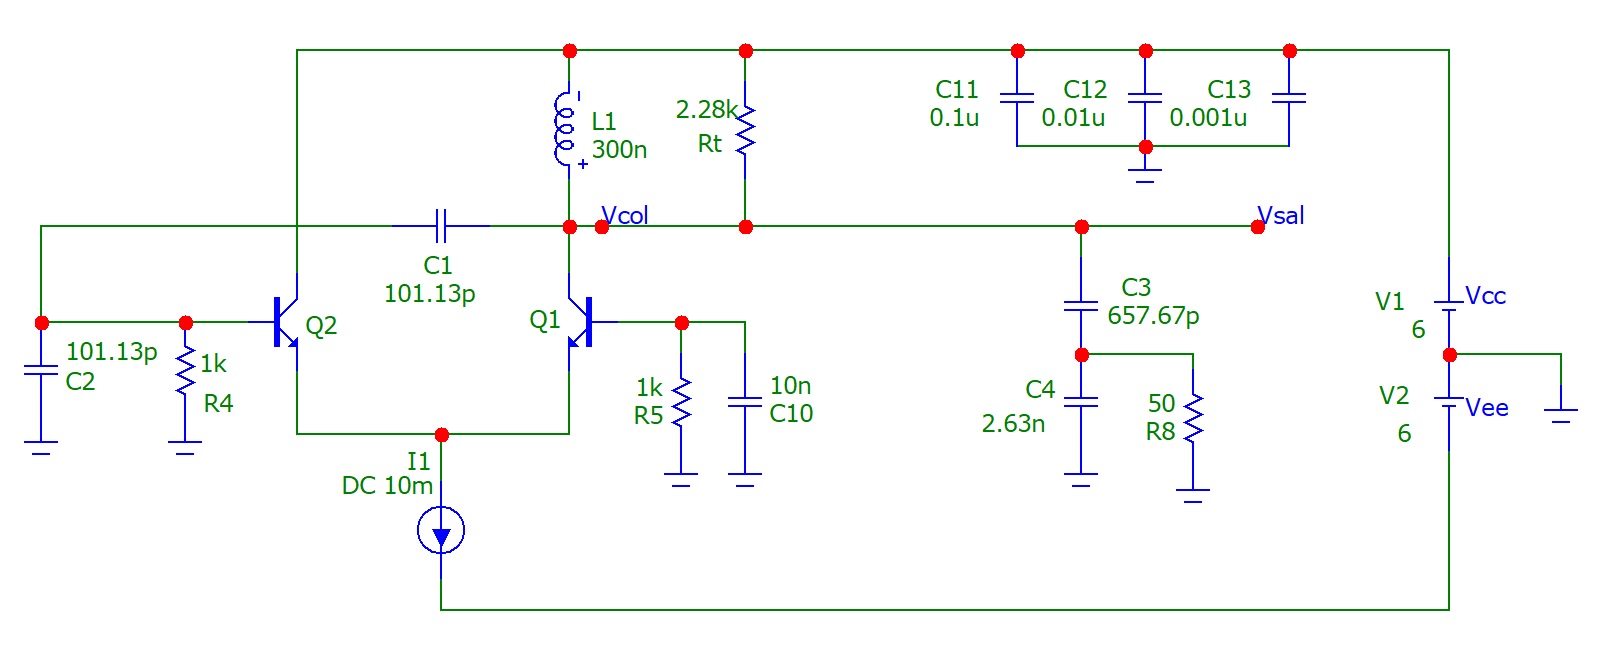 C11
0.1u
C12
0.01u
C13
0.001u
2.28k
Rt
L1
300n
+
Vcol
Vsal
C1
101.13p
Q2
Q1
C3
657.67p
V1
6
Vcc
101.13p
C2
1k
R4
1k
R5
10n
C10
C4
2.63n
50
R8
V2
6
Vee
I1
DC 10m